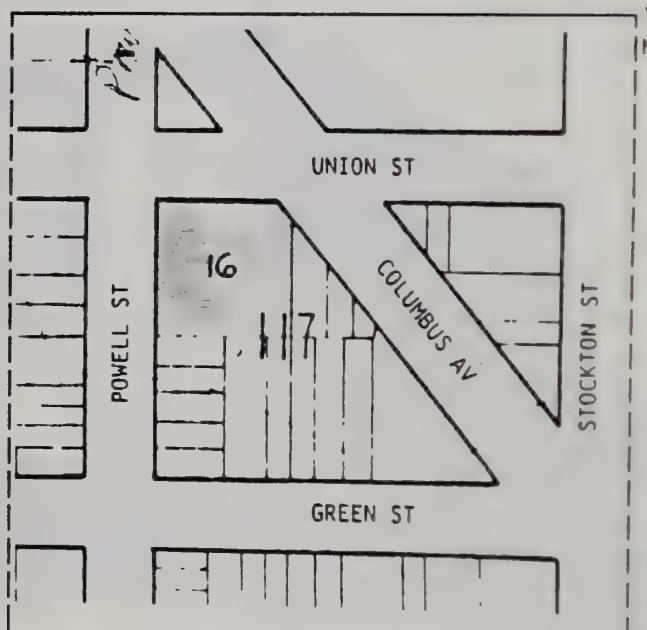 UNION ST
16
COLUMBUS AV
117
POWELL ST
STOCKTON ST
GREEN ST